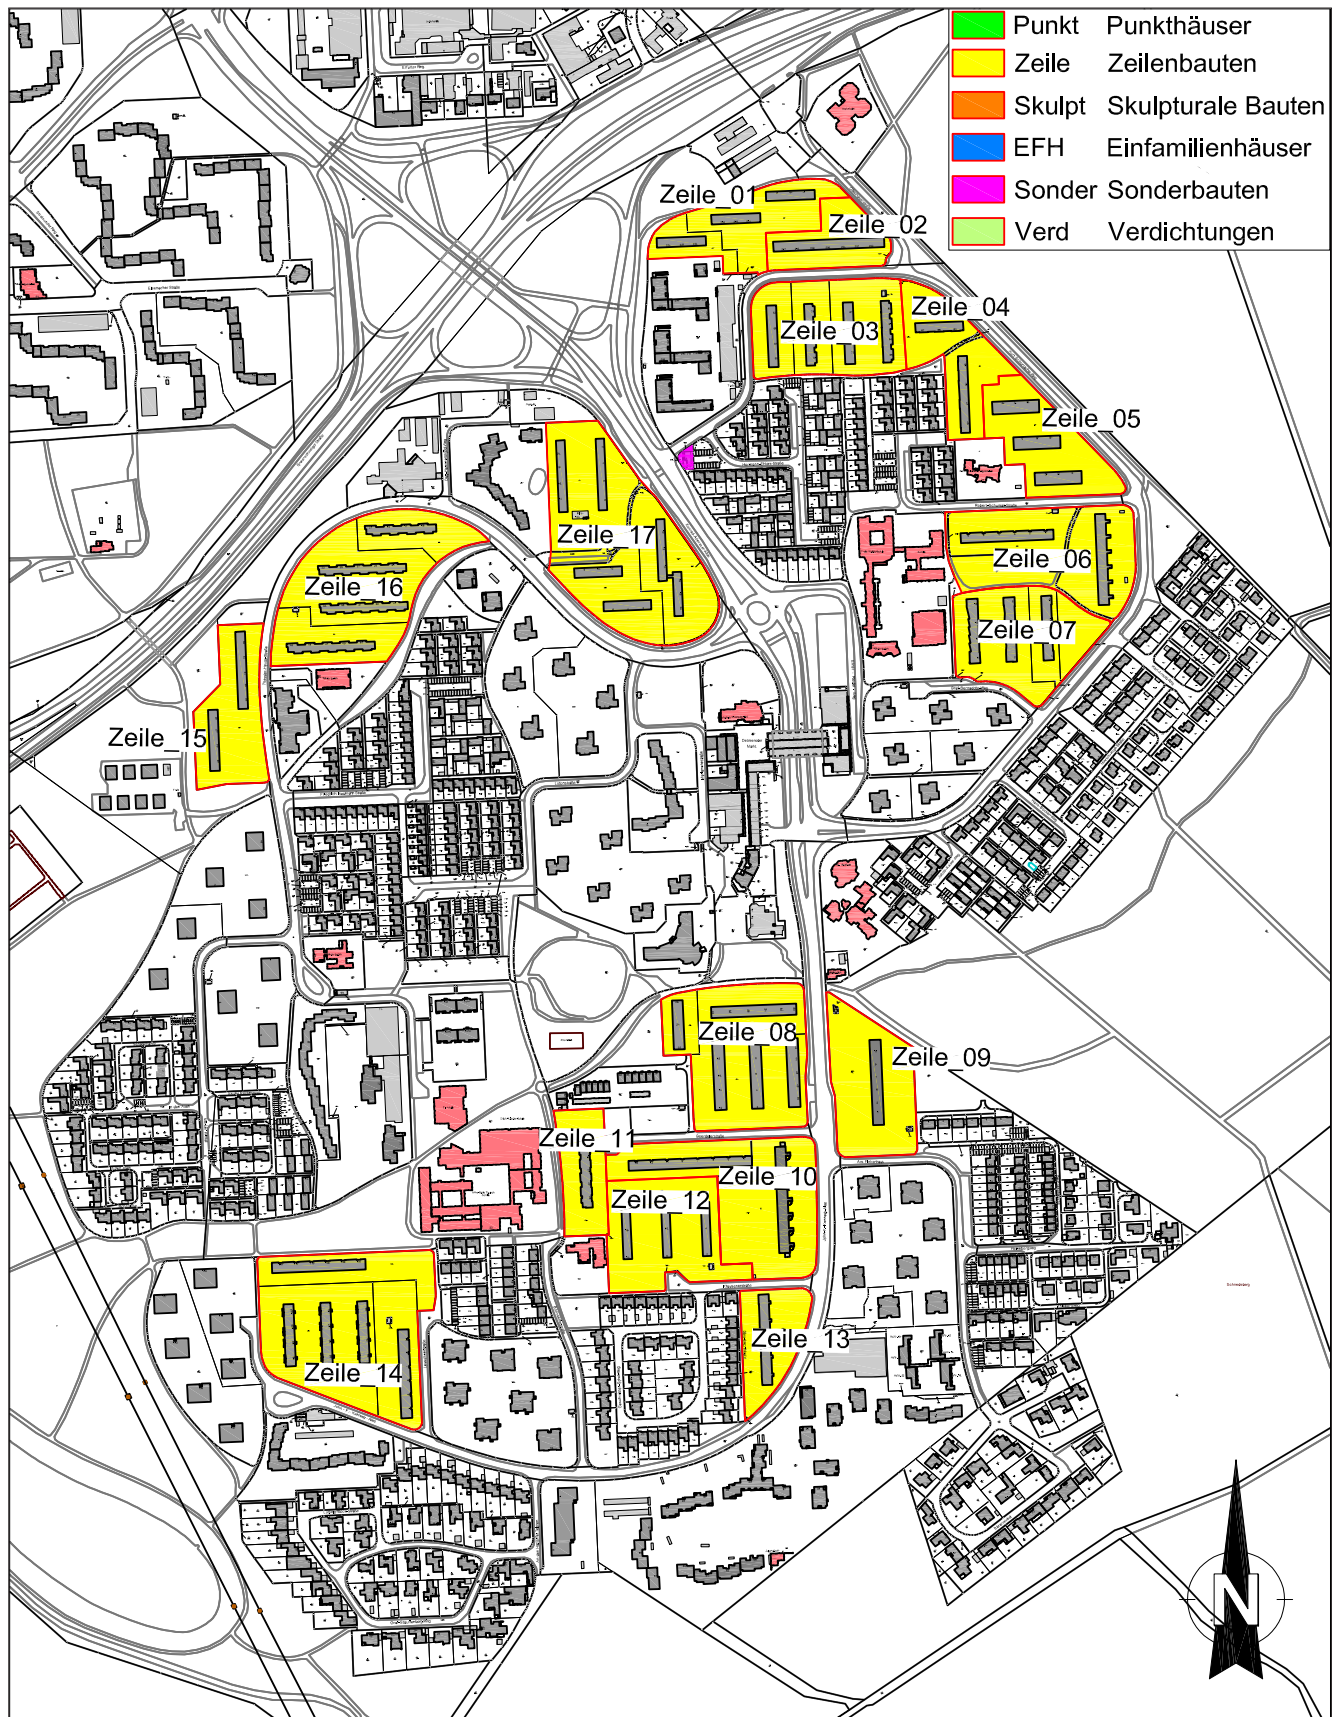 Punkt Punkthäuser
Zeile Zeilenbauten
Skulpt Skulpturale Bauten
EFH Einfamilienhäuser
Sonder Sonderbauten
Verd Verdichtungen
Zeile_01
Zeile_02
Zeile_03
Zeile_04
Zeile_05
Zeile_17
Zeile_06
Zeile_16
Zeile_07
Zeile_15
Zeile_08
Zeile_09
Zeile_11
Zeile_10
Zeile_12
Zeile_13
Zeile_14
N